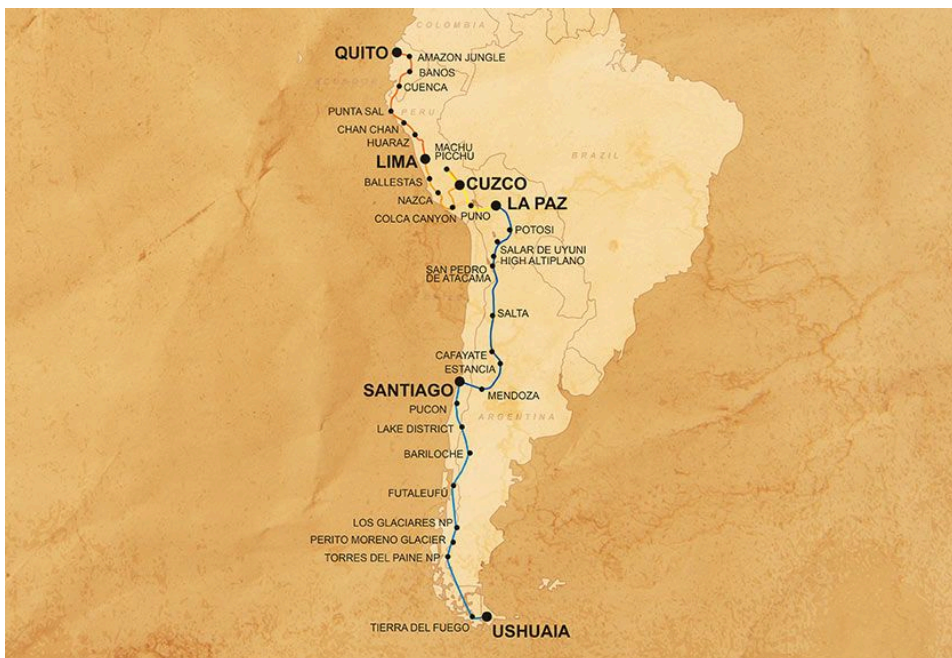 COLOMBIA
QUITO
AMAZON JUNGLE
ECUADOR
BANOS
CUENCA
PUNTA SAL
PERU
CHAN CHAN
HUARAZ
MACHU
PICCHU
BRAZIL
LIMA
BALLESTAS
CUZCO
NAZCA
LA PAZ
COLCA CANYON
PUNO
POTOSI
SALAR DE UYUNI
HIGH ALTIPLANO
SAN PEDRO
DE ATACAMA
SALTA
CAFAYATE
ESTANCIA
SANTIAGO
MENDOZA
PUCON
ARGENTINA
LAKE DISTRICT
BARILOCHE
FUTALEUFÚ
LOS GLACIARES NP
PERITO MORENO GLACIER
TORRES DEL PAINE NP
TIERRA DEL FUEGO
USHUAIA